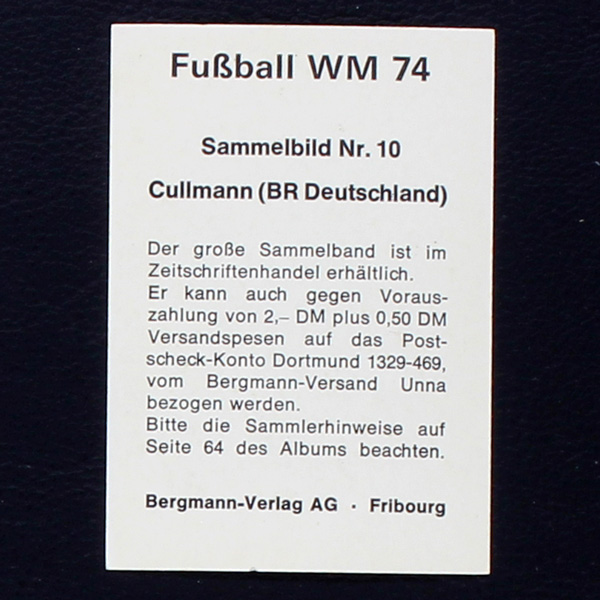 Fußball WM 74
Sammelbild Nr. 10
Cullmann (BR Deutschland)
Der große Sammelband ist im
Zeitschriftenhandel erhältlich.
Er kann auch gegen Voraus-
zahlung von 2,– DM plus 0,50 DM
Versandspesen auf das Post-
scheck-Konto Dortmund 1329-469,
vom Bergmann-Versand Unna
bezogen werden.
Bitte die Sammlerhinweise auf
Seite 64 des Albums beachten.
Bergmann-Verlag AG · Fribourg